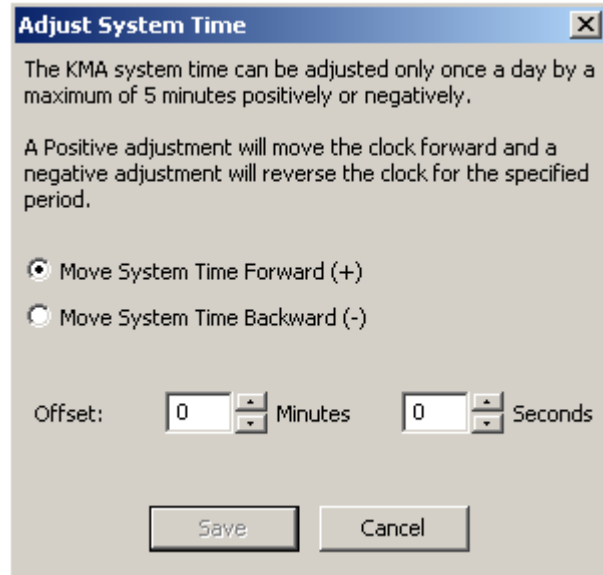 Adjust System Time
The KMA system time can be adjusted only once a day by a
maximum of 5 minutes positively or negatively.
A Positive adjustment will move the clock forward and a
negative adjustment will reverse the clock for the specified
period.
Move System Time Forward (+)
Move System Time Backward (-)
Offset: 0 Minutes 0 Seconds
Save Cancel